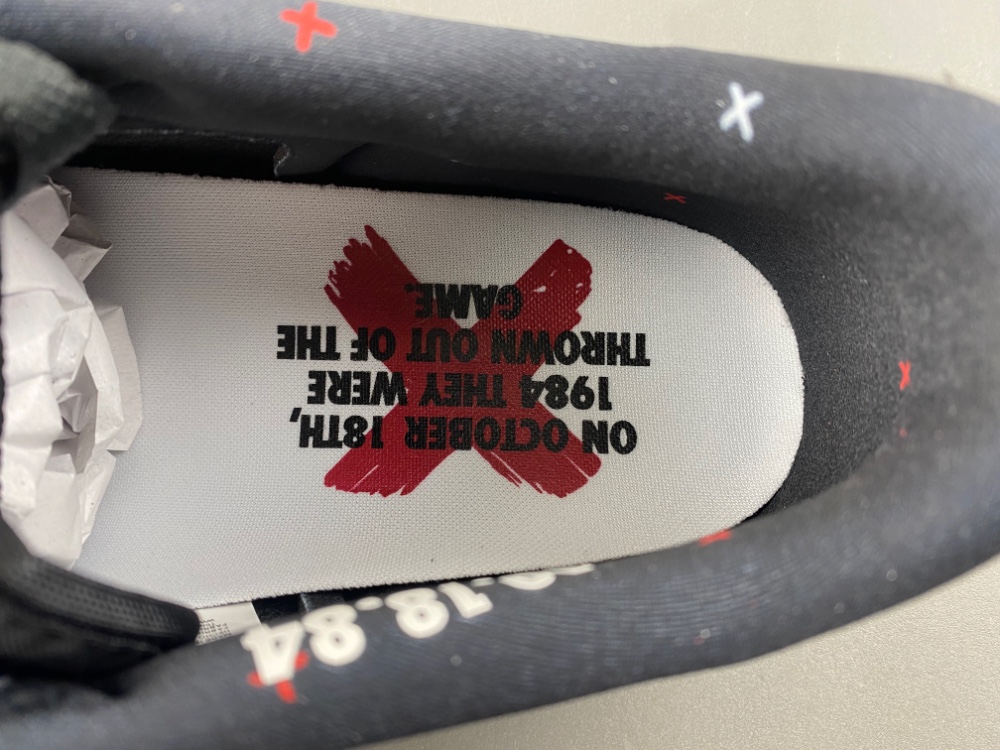 ON OCTOBER 18TH,
1984 THEY WERE
THROWN OUT OF THE
GAME.
.18.84